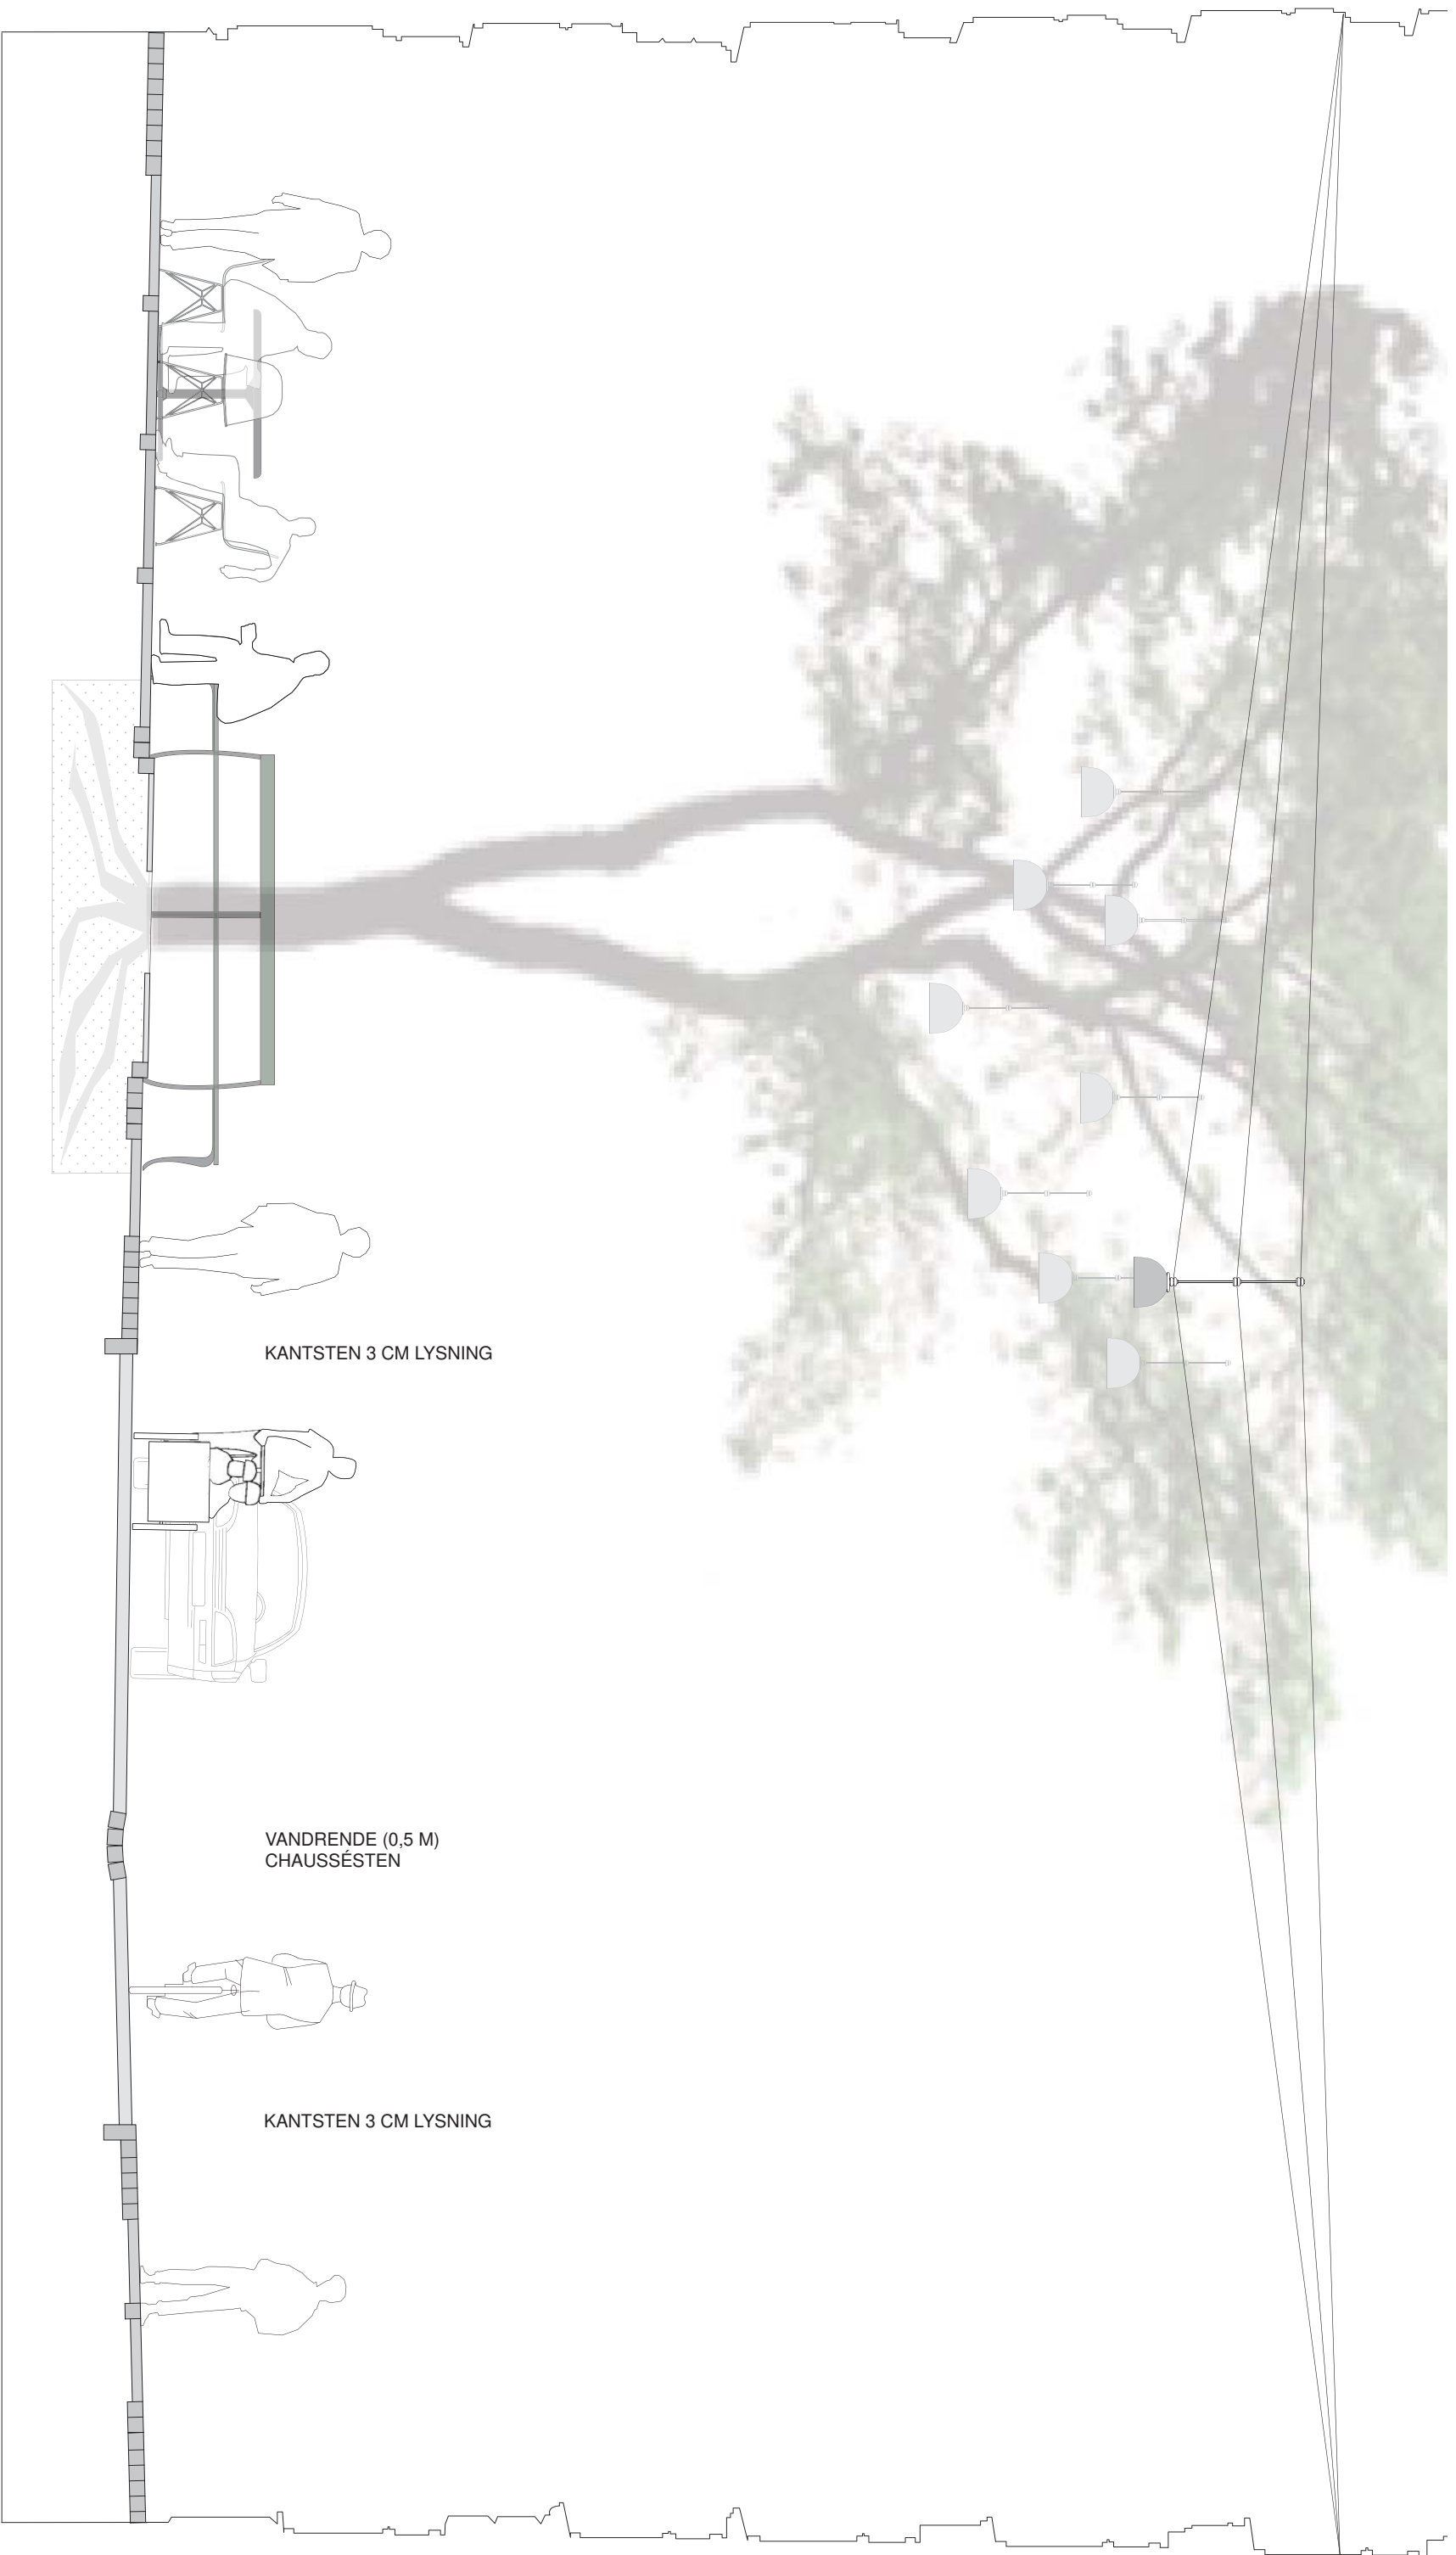 KANTSTEN 3 CM LYSNING
VANDRENDE (0,5 M)
CHAUSSÉSTEN
KANTSTEN 3 CM LYSNING